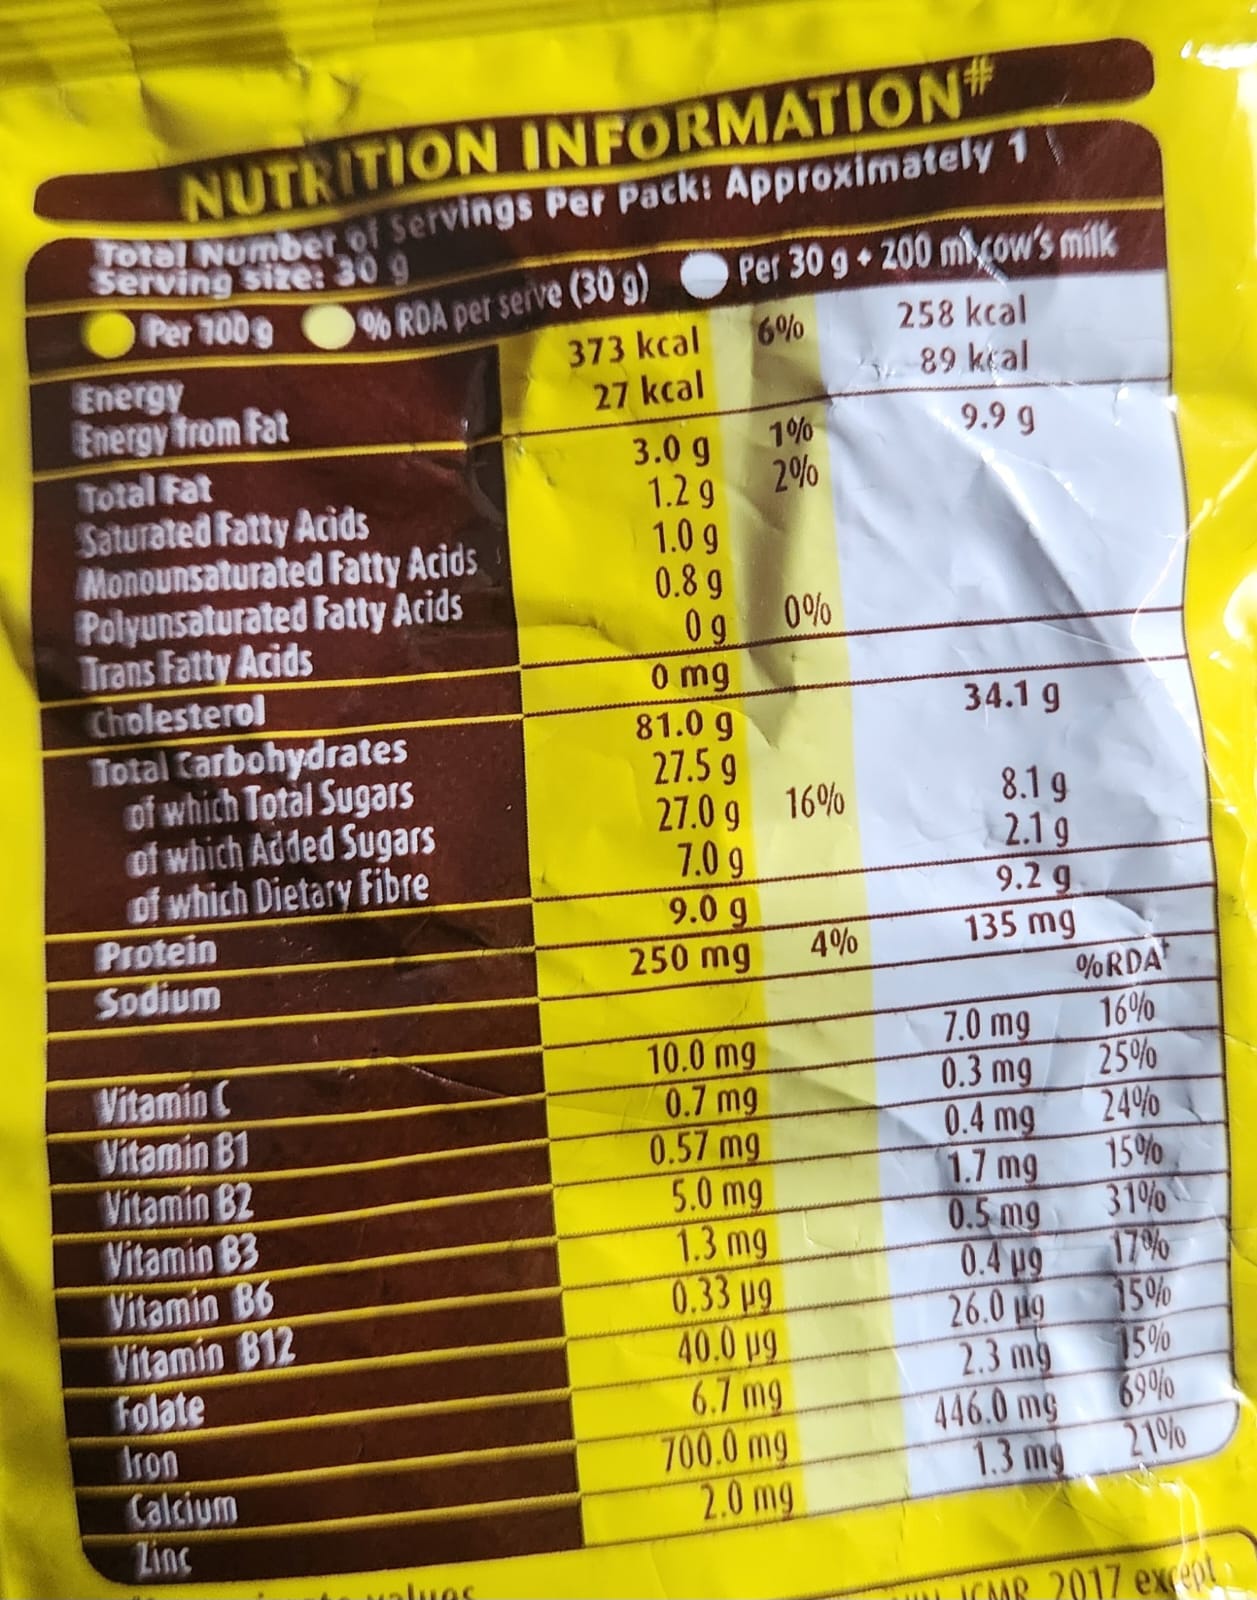 NUTRITION INFORMATION#
Total Number of Servings Per Pack: Approximately 1
Serving size: 30 g
Per 100 g % RDA per serve (30 g) Per 30 g + 200 ml cow's milk
Energy 373 kcal 6% 258 kcal
Energy from Fat 27 kcal 89 kcal
Total Fat 3.0 g 1% 9.9 g
Saturated Fatty Acids 1.2 g 2%
Monounsaturated Fatty Acids 1.0 g
Polyunsaturated Fatty Acids 0.8 g
Trans Fatty Acids 0 g 0%
Cholesterol 0 mg
Total Carbohydrates 81.0 g 34.1 g
of which Total Sugars 27.5 g
of which Added Sugars 27.0 g 16% 8.1 g
of which Dietary Fibre 7.0 g 2.1 g
Protein 9.0 g 9.2 g
Sodium 250 mg 4% 135 mg
%RDA†
Vitamin C 10.0 mg 7.0 mg 16%
Vitamin B1 0.7 mg 0.3 mg 25%
Vitamin B2 0.57 mg 0.4 mg 24%
Vitamin B3 5.0 mg 1.7 mg 15%
Vitamin B6 1.3 mg 0.5 mg 31%
Vitamin B12 0.33 µg 0.4 µg 17%
Folate 40.0 µg 26.0 µg 15%
Iron 6.7 mg 2.3 mg 15%
Calcium 700.0 mg 446.0 mg 69%
Zinc 2.0 mg 1.3 mg 21%
values ICMR 2017 except